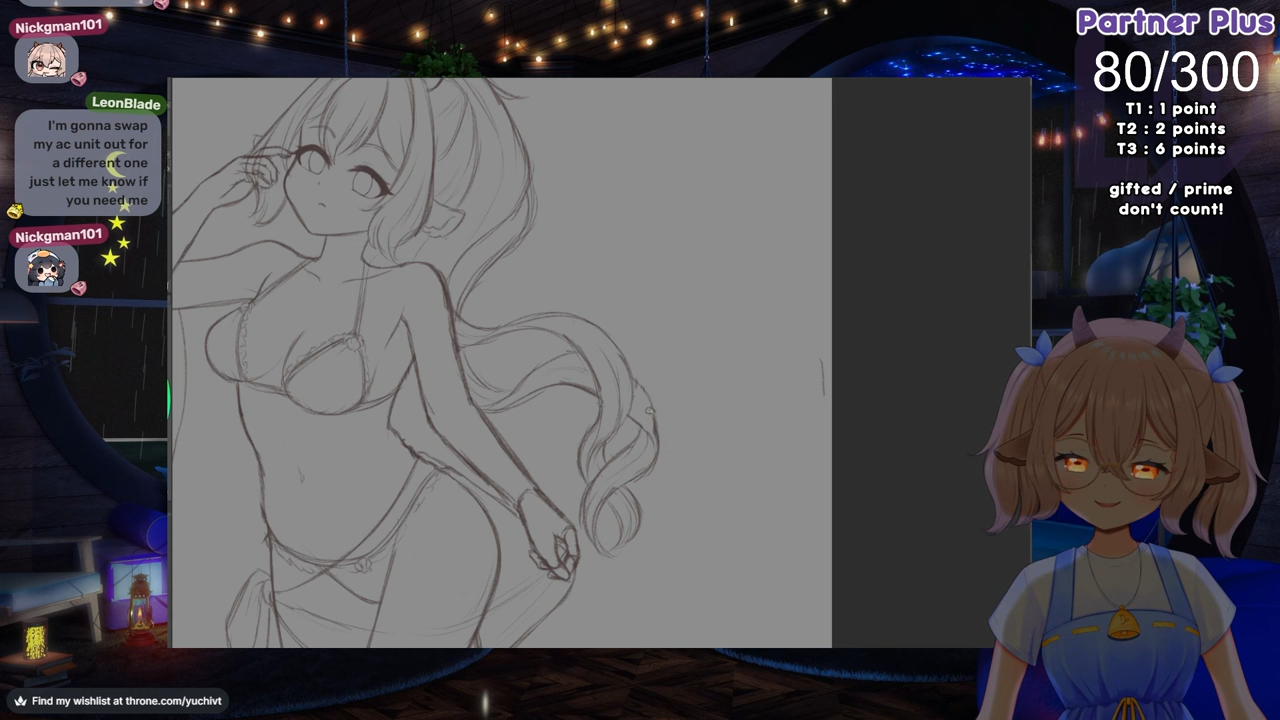 Nickgman101
LeonBlade
I'm gonna swap
my ac unit out for
a different one
just let me know if
you need me
Nickgman101
Find my wishlist at throne.com/yuchivt
Partner Plus
80/300
T1 : 1 point
T2 : 2 points
T3 : 6 points
gifted / prime
don't count!